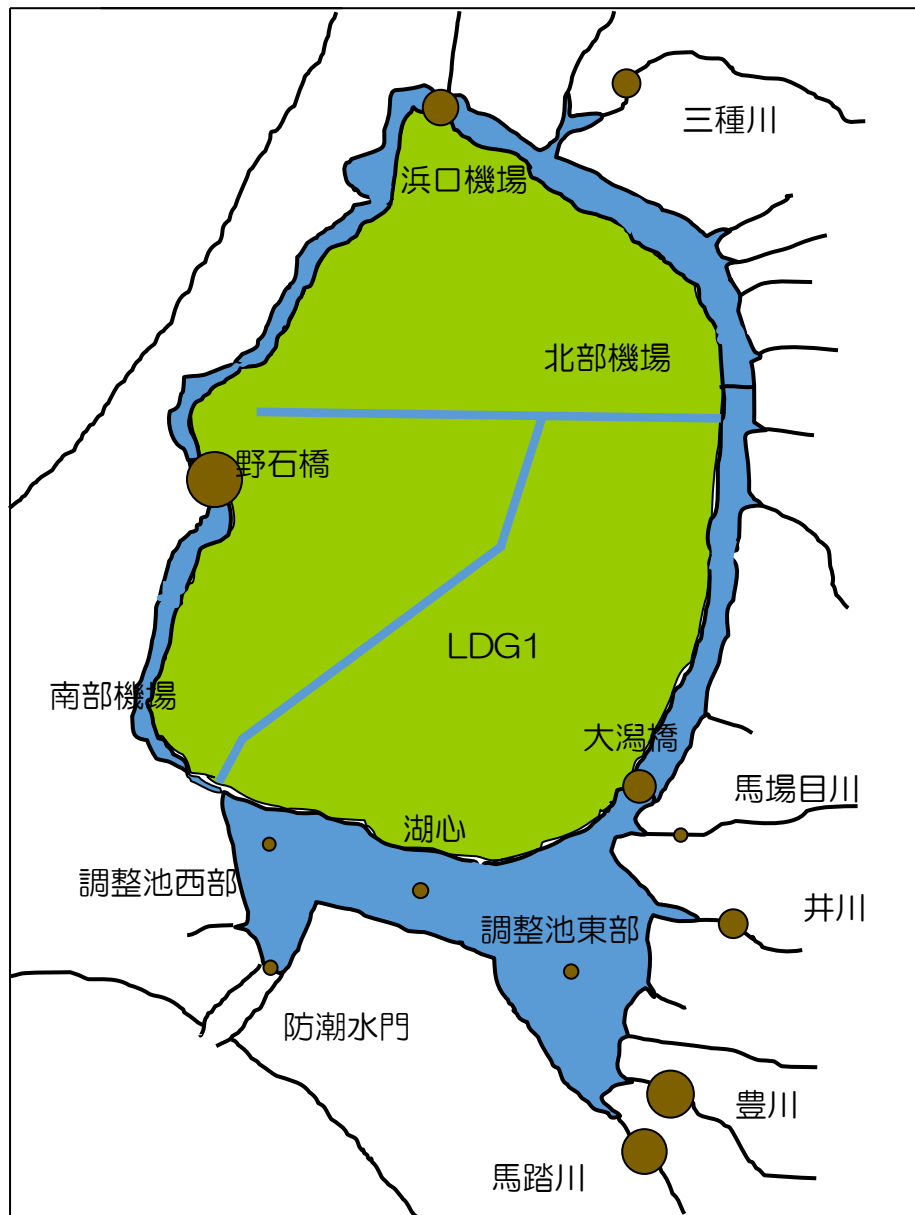 三種川
浜口機場
北部機場
野石橋
LDG1
南部機場
大潟橋
馬場目川
湖心
調整池西部
井川
調整池東部
防潮水門
豊川
馬踏川